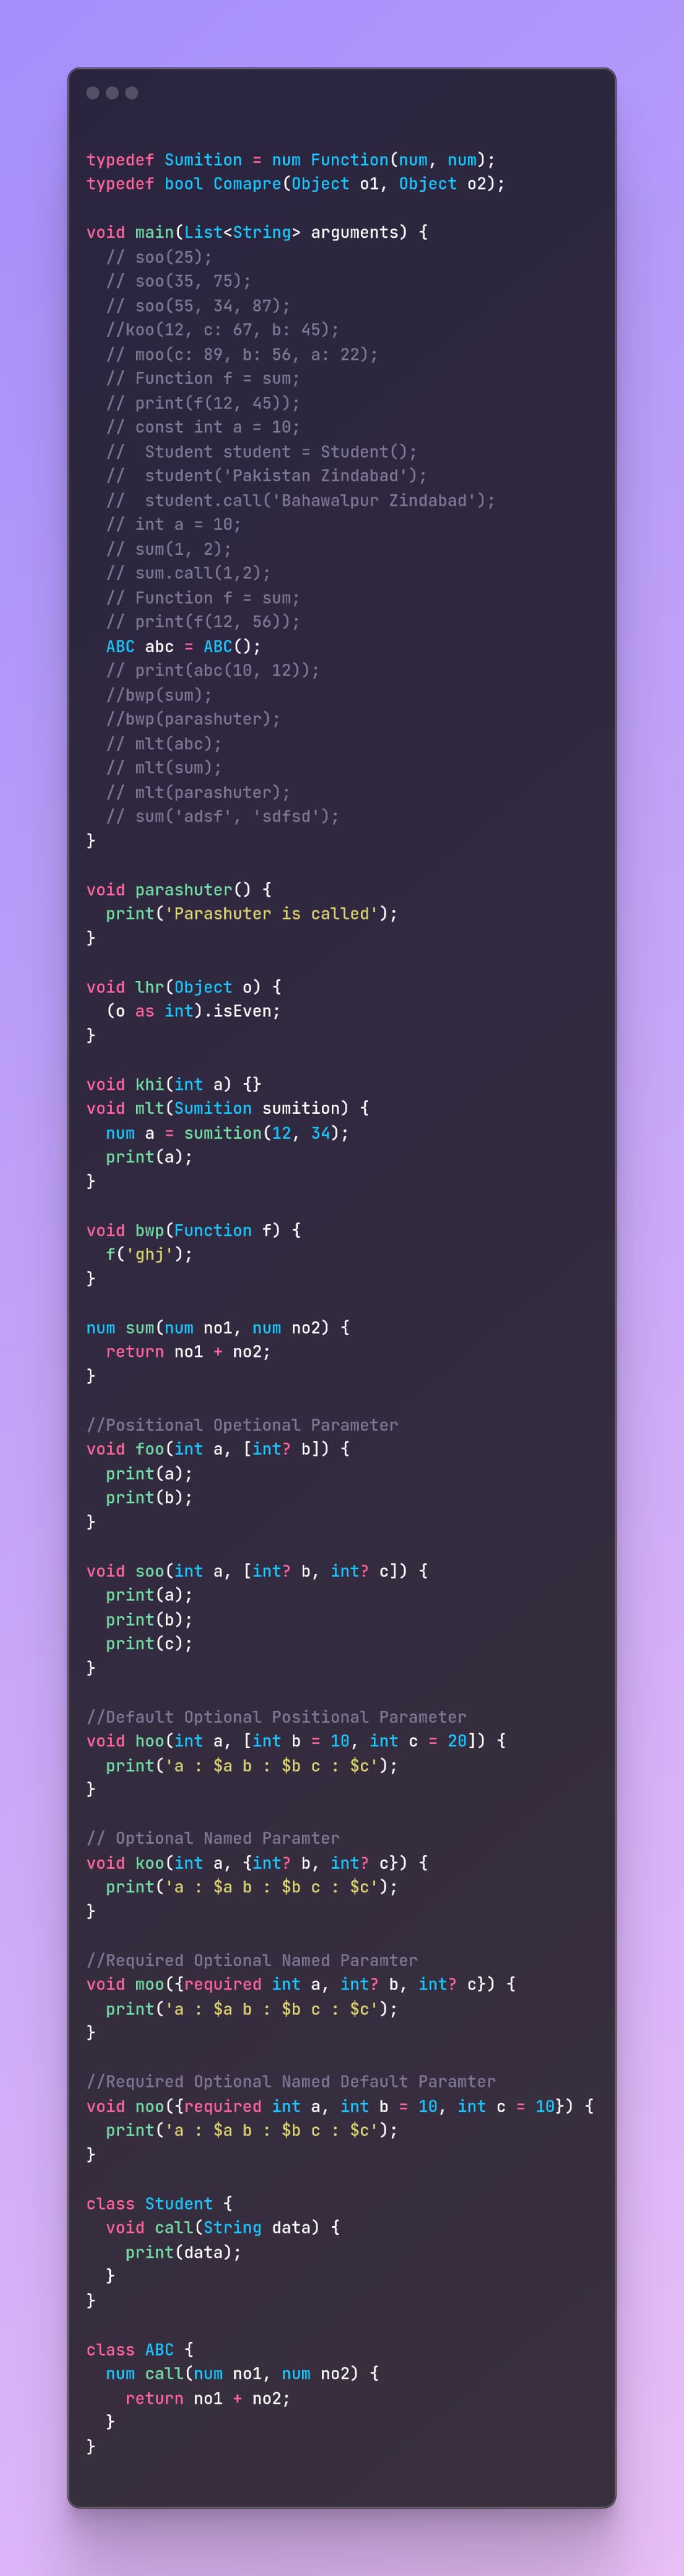 typedef Sumition = num Function(num, num);
typedef bool Comapre(Object o1, Object o2);

void main(List<String> arguments) {
  // soo(25);
  // soo(35, 75);
  // soo(55, 34, 87);
  //koo(12, c: 67, b: 45);
  // moo(c: 89, b: 56, a: 22);
  // Function f = sum;
  // print(f(12, 45));
  // const int a = 10;
  //  Student student = Student();
  //  student('Pakistan Zindabad');
  //  student.call('Bahawalpur Zindabad');
  // int a = 10;
  // sum(1, 2);
  // sum.call(1,2);
  // Function f = sum;
  // print(f(12, 56));
  ABC abc = ABC();
  // print(abc(10, 12));
  //bwp(sum);
  //bwp(parashuter);
  // mlt(abc);
  // mlt(sum);
  // mlt(parashuter);
  // sum('adsf', 'sdfsd');
}

void parashuter() {
  print('Parashuter is called');
}

void lhr(Object o) {
  (o as int).isEven;
}

void khi(int a) {}
void mlt(Sumition sumition) {
  num a = sumition(12, 34);
  print(a);
}

void bwp(Function f) {
  f('ghj');
}

num sum(num no1, num no2) {
  return no1 + no2;
}

//Positional Opetional Parameter
void foo(int a, [int? b]) {
  print(a);
  print(b);
}

void soo(int a, [int? b, int? c]) {
  print(a);
  print(b);
  print(c);
}

//Default Optional Positional Parameter
void hoo(int a, [int b = 10, int c = 20]) {
  print('a : $a b : $b c : $c');
}

// Optional Named Paramter
void koo(int a, {int? b, int? c}) {
  print('a : $a b : $b c : $c');
}

//Required Optional Named Paramter
void moo({required int a, int? b, int? c}) {
  print('a : $a b : $b c : $c');
}

//Required Optional Named Default Paramter
void noo({required int a, int b = 10, int c = 10}) {
  print('a : $a b : $b c : $c');
}

class Student {
  void call(String data) {
    print(data);
  }
}

class ABC {
  num call(num no1, num no2) {
    return no1 + no2;
  }
}